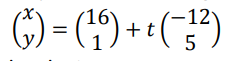 (x y) = (16 1) + t (−12 5)